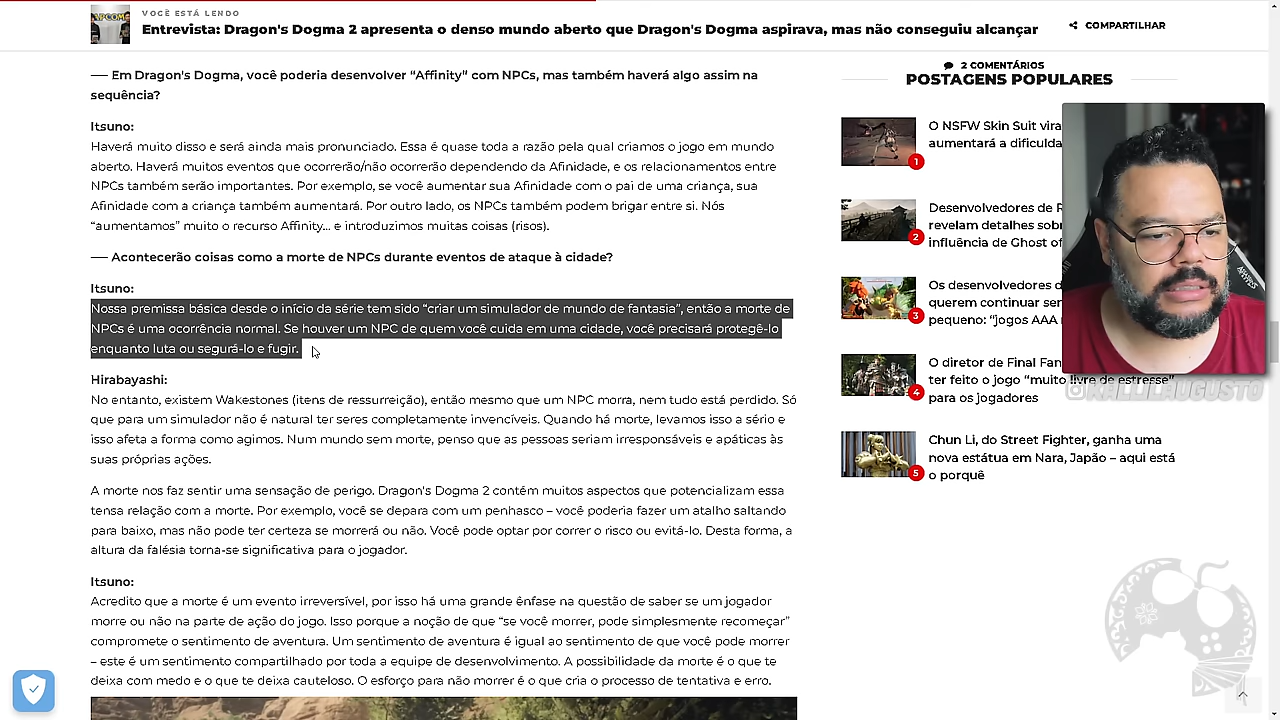 VOCÊ ESTÁ LENDO
Entrevista: Dragon's Dogma 2 apresenta o denso mundo aberto que Dragon's Dogma aspirava, mas não conseguiu alcançar
COMPARTILHAR
── Em Dragon's Dogma, você poderia desenvolver “Affinity” com NPCs, mas também haverá algo assim na
sequência?
Itsuno:
Haverá muito disso e será ainda mais pronunciado. Essa é quase toda a razão pela qual criamos o jogo em mundo
aberto. Haverá muitos eventos que ocorrerão/não ocorrerão dependendo da Afinidade, e os relacionamentos entre
NPCs também serão importantes. Por exemplo, se você aumentar sua Afinidade com o pai de uma criança, sua
Afinidade com a criança também aumentará. Por outro lado, os NPCs também podem brigar entre si. Nós
“aumentamos” muito o recurso Affinity... e introduzimos muitas coisas (risos).
── Acontecerão coisas como a morte de NPCs durante eventos de ataque à cidade?
Itsuno:
Nossa premissa básica desde o início da série tem sido “criar um simulador de mundo de fantasia”, então a morte de
NPCs é uma ocorrência normal. Se houver um NPC de quem você cuida em uma cidade, você precisará protegê-lo
enquanto luta ou segurá-lo e fugir.
Hirabayashi:
No entanto, existem Wakestones (itens de ressurreição), então mesmo que um NPC morra, nem tudo está perdido. Só
que para um simulador não é natural ter seres completamente invencíveis. Quando há morte, levamos isso a sério e
isso afeta a forma como agimos. Num mundo sem morte, penso que as pessoas seriam irresponsáveis e apáticas às
suas próprias ações.
A morte nos faz sentir uma sensação de perigo. Dragon's Dogma 2 contém muitos aspectos que potencializam essa
tensa relação com a morte. Por exemplo, você se depara com um penhasco – você poderia fazer um atalho saltando
para baixo, mas não pode ter certeza se morrerá ou não. Você pode optar por correr o risco ou evitá-lo. Desta forma, a
altura da falésia torna-se significativa para o jogador.
Itsuno:
Acredito que a morte é um evento irreversível, por isso há uma grande ênfase na questão de saber se um jogador
morre ou não na parte de ação do jogo. Isso porque a noção de que “se você morrer, pode simplesmente recomeçar”
compromete o sentimento de aventura. Um sentimento de aventura é igual ao sentimento de que você pode morrer
– este é um sentimento compartilhado por toda a equipe de desenvolvimento. A possibilidade da morte é o que te
deixa com medo e o que te deixa cauteloso. O esforço para não morrer é o que cria o processo de tentativa e erro.
2 COMENTÁRIOS
POSTAGENS POPULARES
O NSFW Skin Suit vira
aumentará a dificulda
1
Desenvolvedores de R
revelam detalhes sob
influência de Ghost of
2
Os desenvolvedores d
querem continuar ser
pequeno: “jogos AAA
3
O diretor de Final Fan
ter feito o jogo “muito livre de estresse”
para os jogadores
4
Chun Li, do Street Fighter, ganha uma
nova estátua em Nara, Japão – aqui está
o porquê
5
@KALLILAUGUSTO